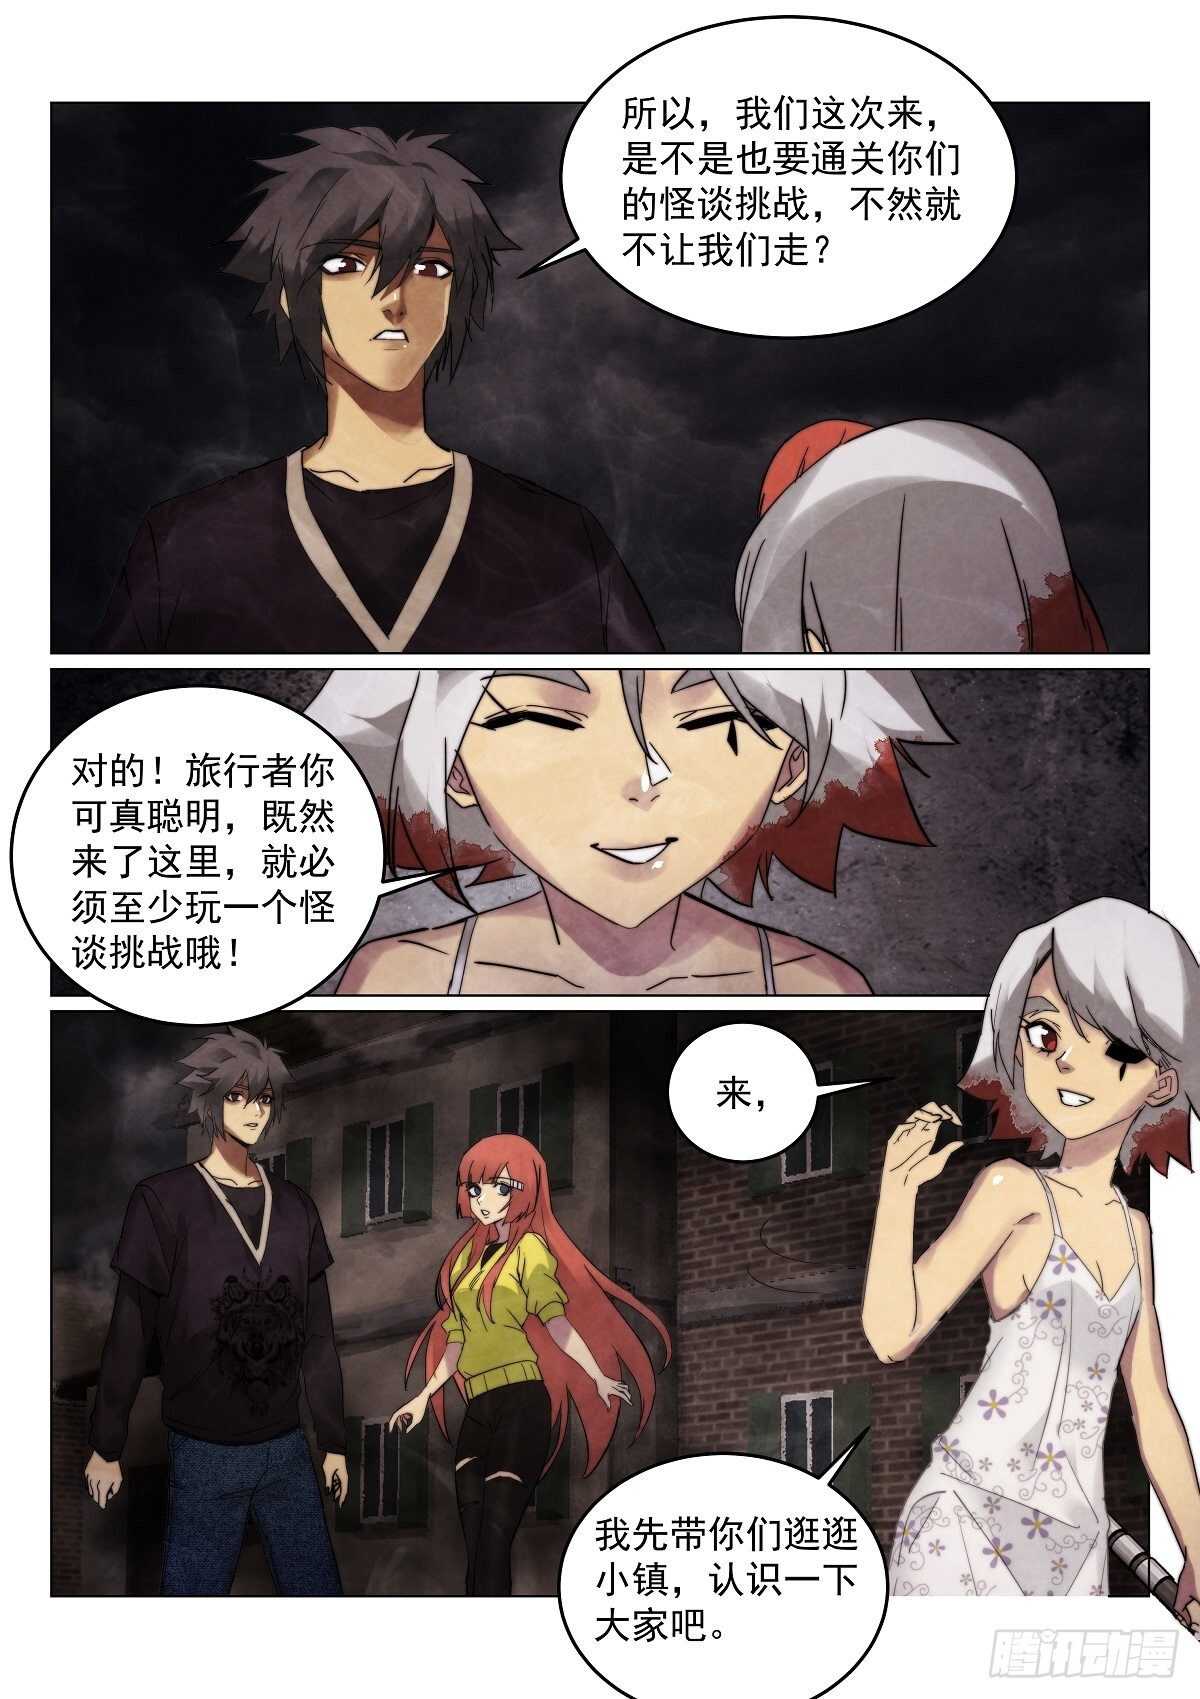 所以，我们这次来，
是不是也要通关你们
的怪谈挑战，不然就
不让我们走？
对的！旅行者你
可真聪明，既然
来了这里，就必
须至少玩一个怪
谈挑战哦！
来，
我先带你们逛逛
小镇，认识一下
大家吧。
腾讯动漫